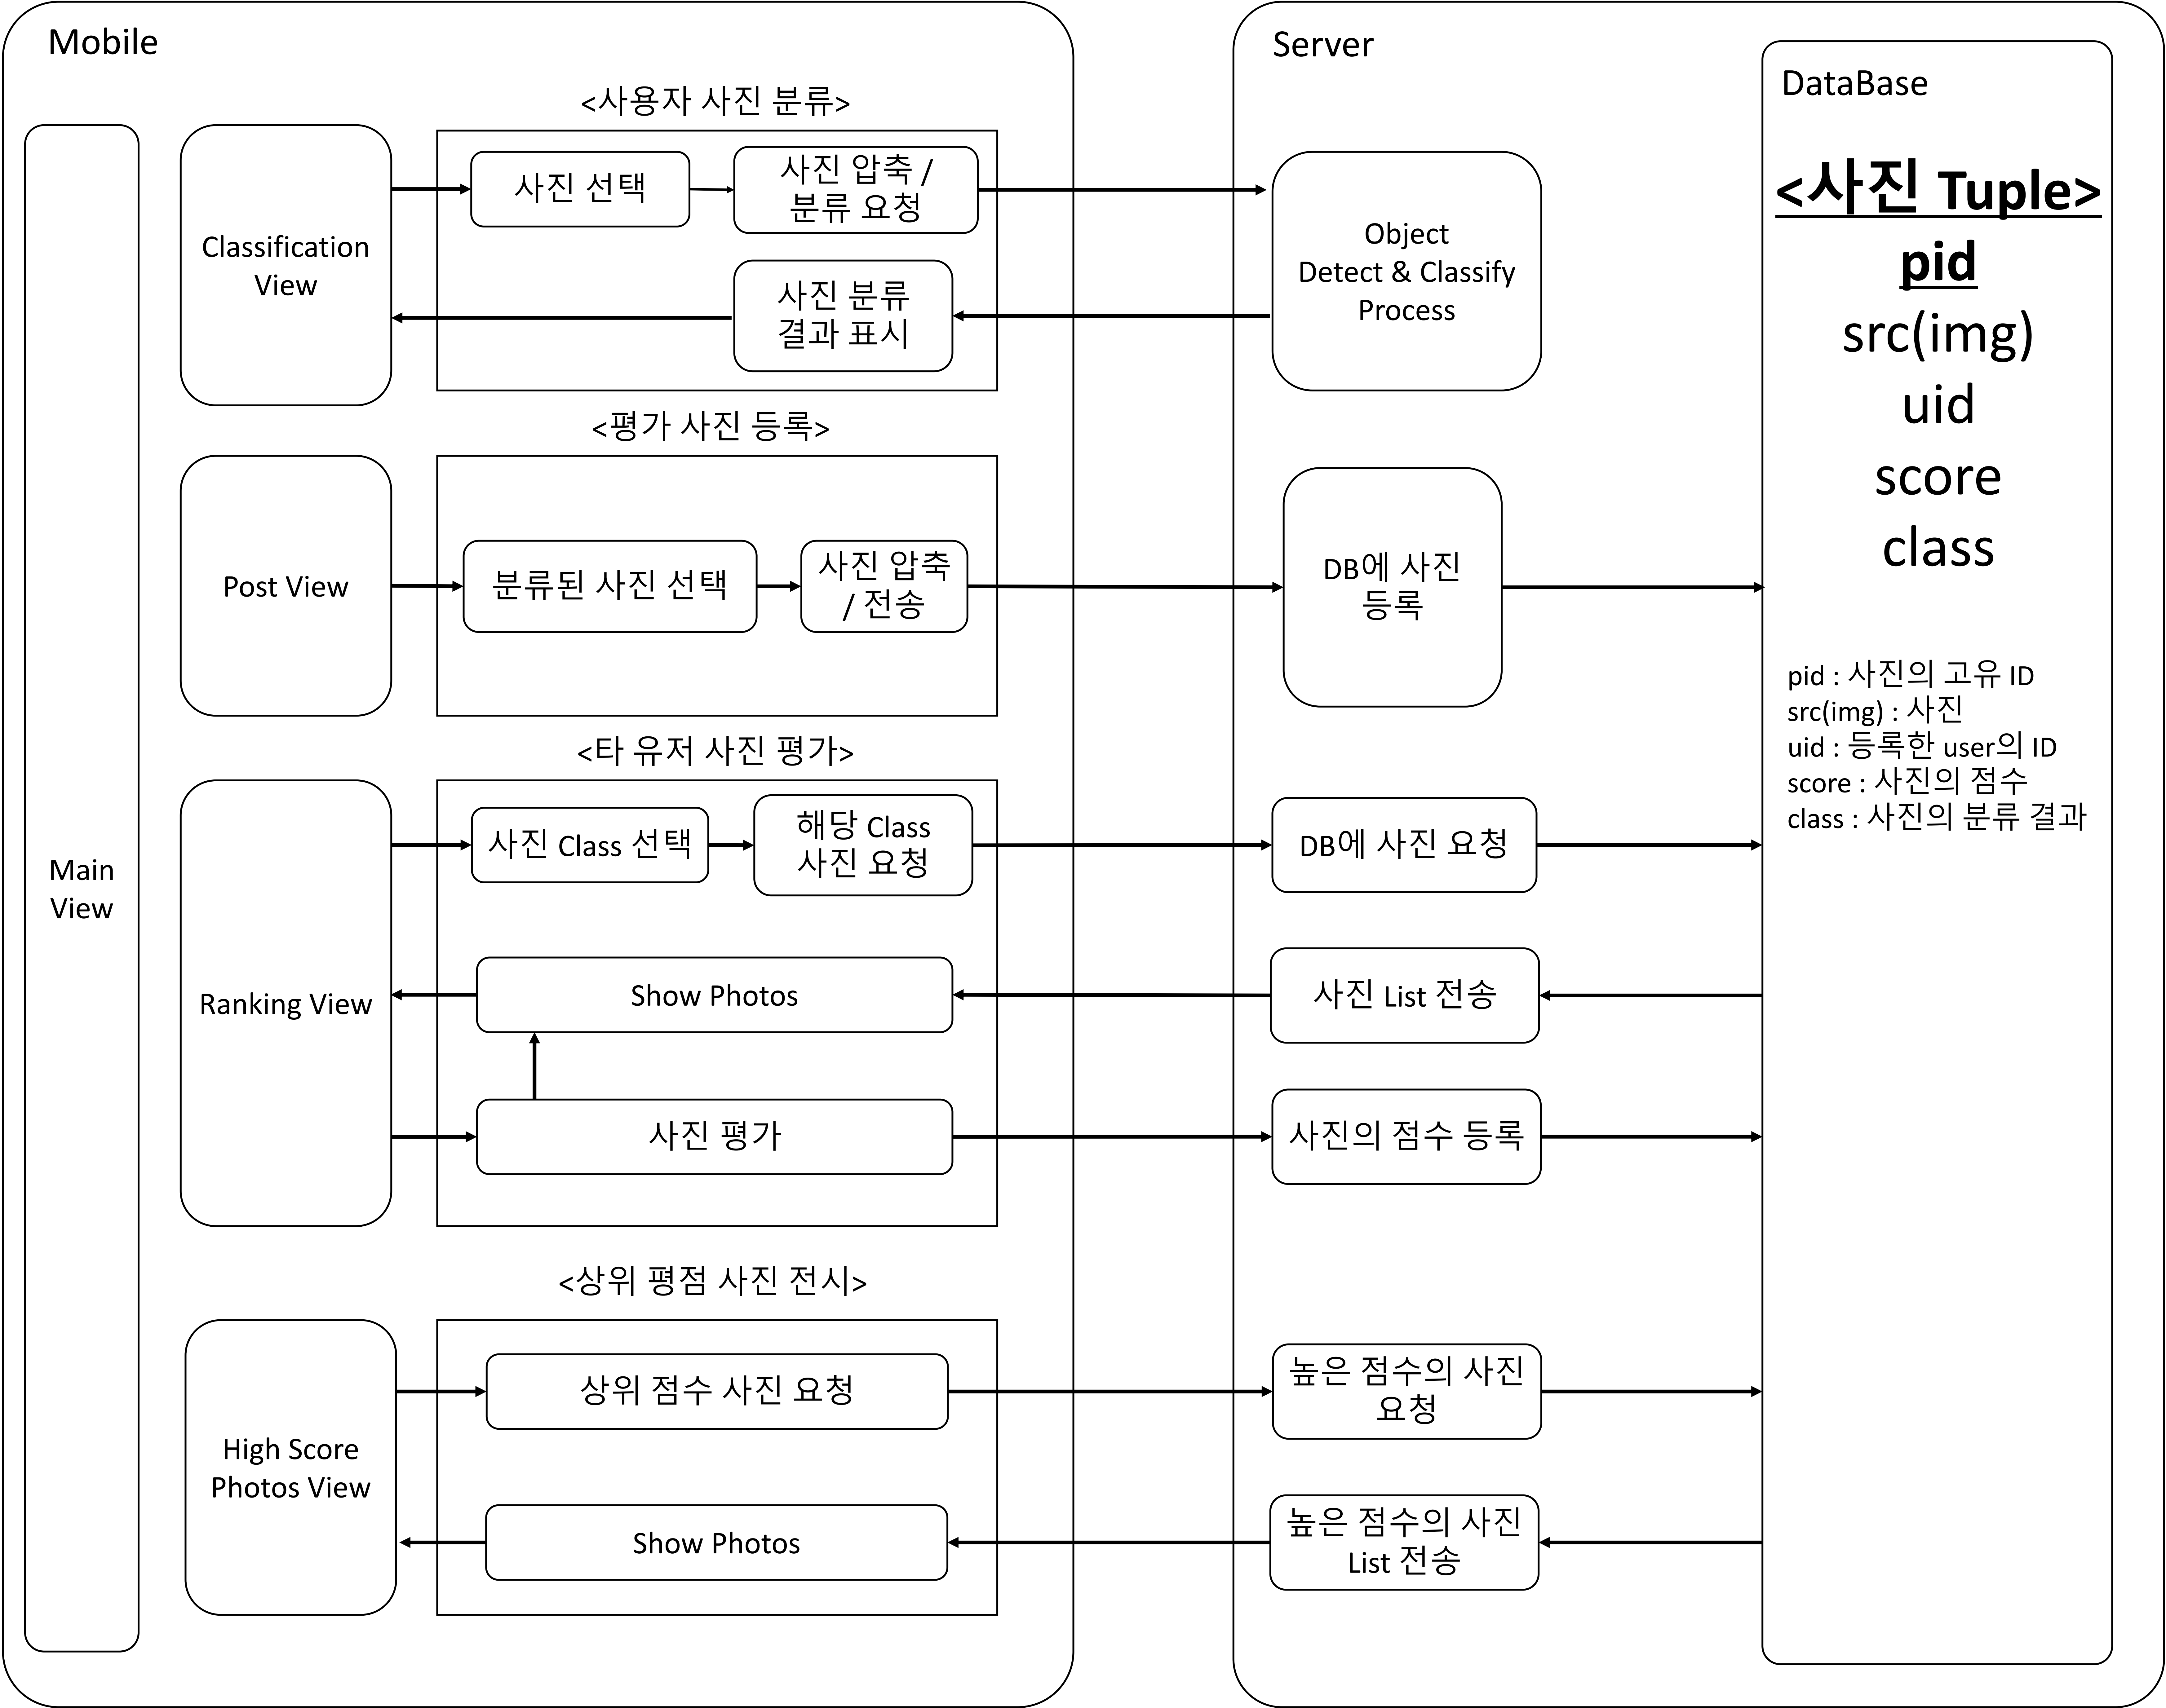 Mobile
Main
View
<사용자 사진 분류>
Classification
View
사진 선택
사진 압축 /
분류 요청
사진 분류
결과 표시
<평가 사진 등록>
Post View
분류된 사진 선택
사진 압축
/ 전송
<타 유저 사진 평가>
Ranking View
사진 Class 선택
해당 Class
사진 요청
Show Photos
사진 평가
<상위 평점 사진 전시>
High Score
Photos View
상위 점수 사진 요청
Show Photos
Server
Object
Detect & Classify
Process
DB에 사진
등록
DB에 사진 요청
사진 List 전송
사진의 점수 등록
높은 점수의 사진
요청
높은 점수의 사진
List 전송
DataBase
<사진 Tuple>
pid
src(img)
uid
score
class
pid : 사진의 고유 ID
src(img) : 사진
uid : 등록한 user의 ID
score : 사진의 점수
class : 사진의 분류 결과